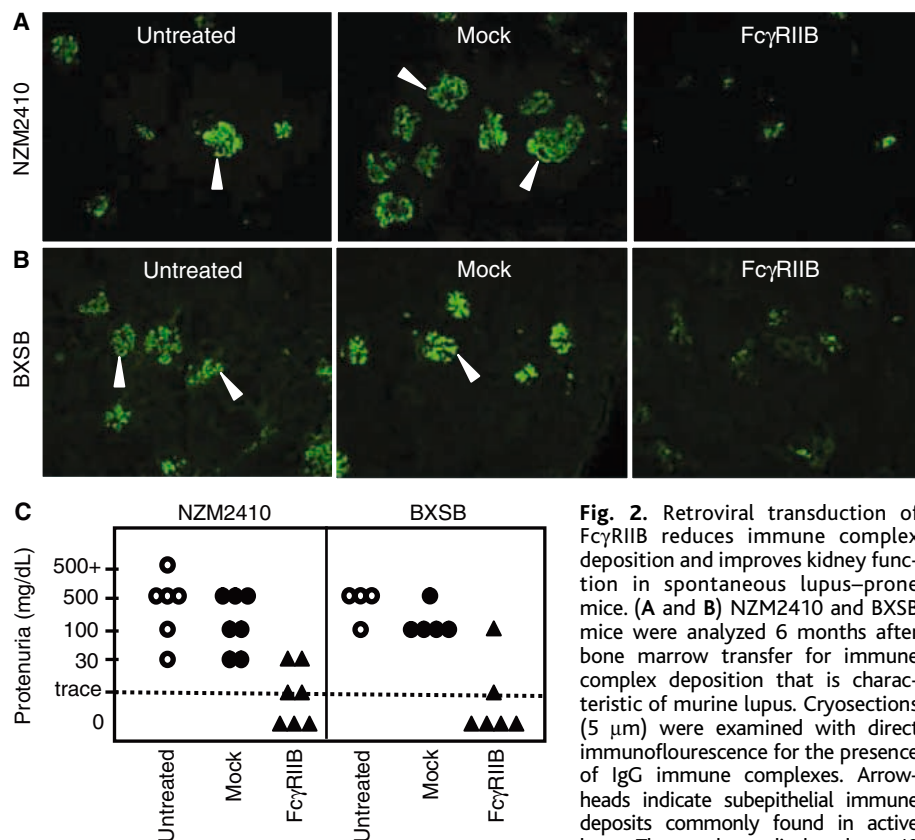 A
Untreated
Mock
FcγRIIB
NZM2410
B
Untreated
Mock
FcγRIIB
BXSB
C
NZM2410
BXSB
Protenuria (mg/dL)
500+
500
100
30
trace
0
Untreated
Mock
FcγRIIB
Untreated
Mock
FcγRIIB
Fig. 2. Retroviral transduction of
FcγRIIB reduces immune complex
deposition and improves kidney func-
tion in spontaneous lupus–prone
mice. (A and B) NZM2410 and BXSB
mice were analyzed 6 months after
bone marrow transfer for immune
complex deposition that is charac-
teristic of murine lupus. Cryosections
(5 μm) were examined with direct
immunoflourescence for the presence
of IgG immune complexes. Arrow-
heads indicate subepithelial immune
deposits commonly found in active